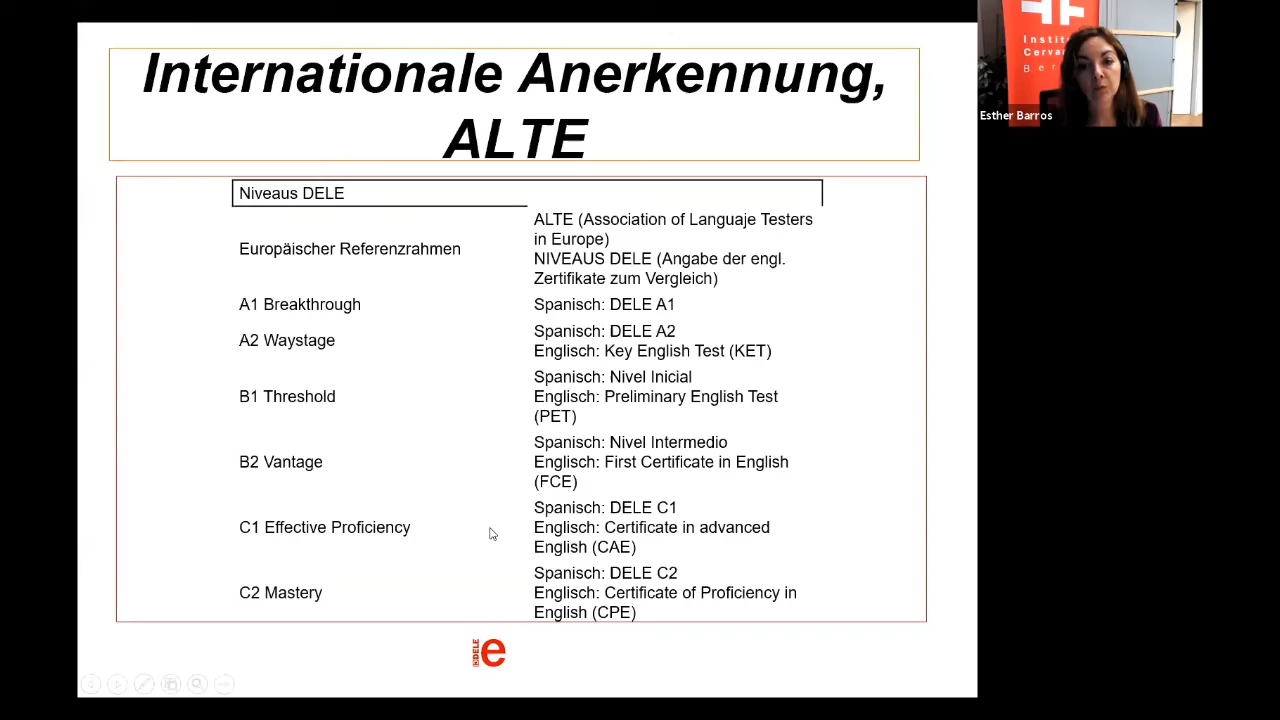 Internationale Anerkennung,
ALTE
Niveaus DELE
Europäischer Referenzrahmen
ALTE (Association of Languaje Testers
in Europe)
NIVEAUS DELE (Angabe der engl.
Zertifikate zum Vergleich)
A1 Breakthrough
Spanisch: DELE A1
A2 Waystage
Spanisch: DELE A2
Englisch: Key English Test (KET)
B1 Threshold
Spanisch: Nivel Inicial
Englisch: Preliminary English Test
(PET)
B2 Vantage
Spanisch: Nivel Intermedio
Englisch: First Certificate in English
(FCE)
C1 Effective Proficiency
Spanisch: DELE C1
Englisch: Certificate in advanced
English (CAE)
C2 Mastery
Spanisch: DELE C2
Englisch: Certificate of Proficiency in
English (CPE)
DELE
e
Esther Barros